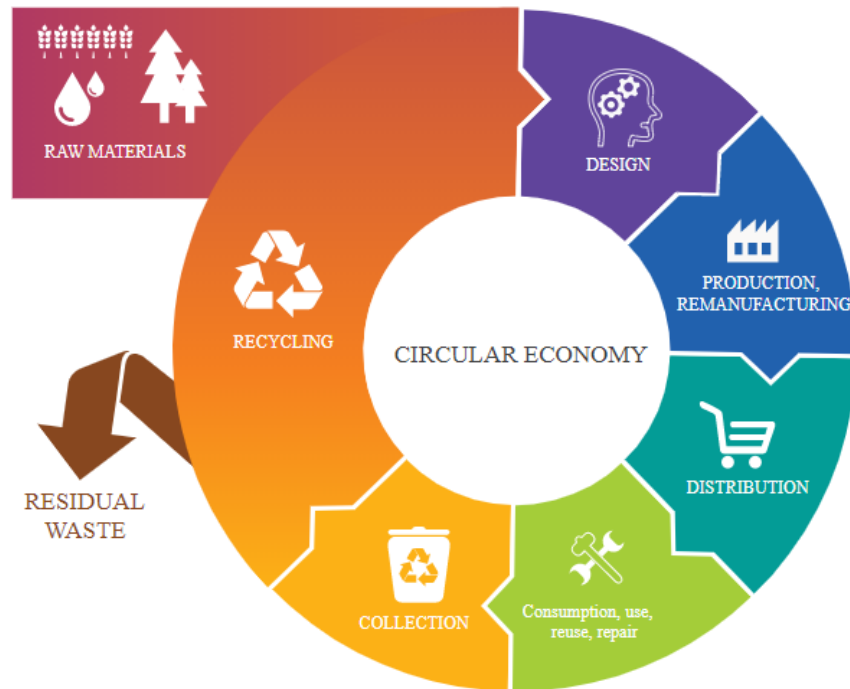 RAW MATERIALS
DESIGN
PRODUCTION,
REMANUFACTURING
RECYCLING
CIRCULAR ECONOMY
DISTRIBUTION
RESIDUAL
WASTE
COLLECTION
Consumption, use,
reuse, repair